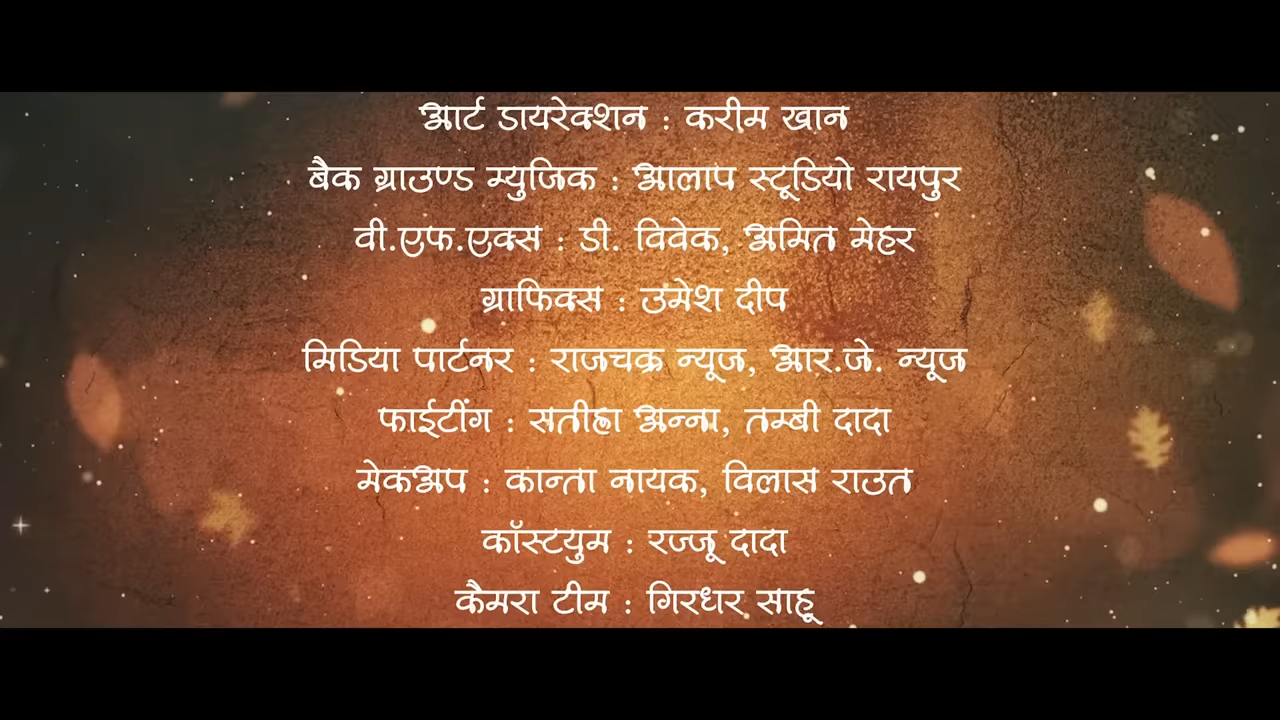 आर्ट डायरेक्शन : करीम खान
बैक ग्राउण्ड म्युजिक : आलाप स्टूडियो रायपुर
वी.एफ.एक्स : डी. विवेक, अमित मेहर
ग्राफिक्स : उमेश दीप
मिडिया पार्टनर : राजचक्र न्यूज, आर.जे. न्यूज
फाईटींग : अन्ना, तम्बी दादा
मेकअप : कान्ता नायक, विलास राउत
कॉस्टयुम : रज्जू दादा
कैमरा टीम : गिरधर साहू